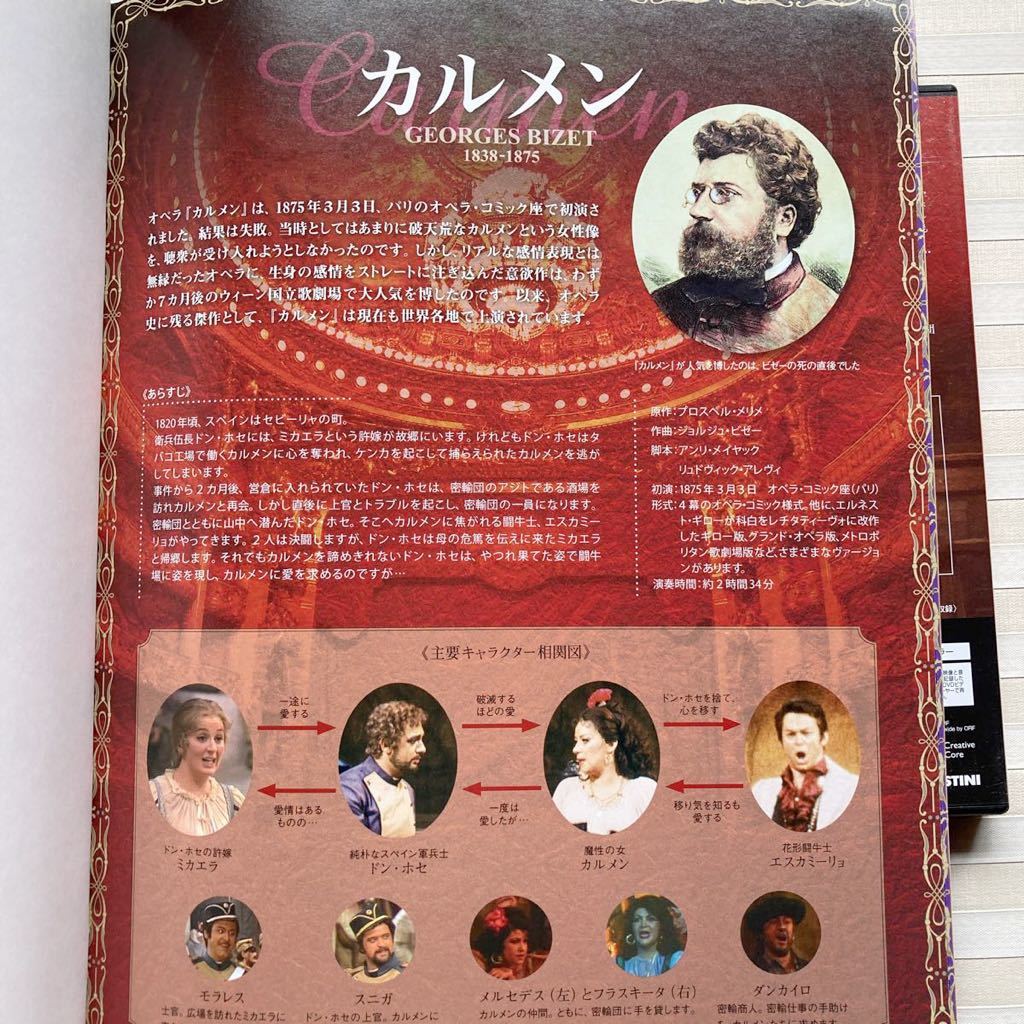 Carmen
カルメン
GEORGES BIZET
1838-1875
オペラ『カルメン』は、1875年3月3日、パリのオペラ・コミック座で初演さ
れました。結果は失敗。当時としてはあまりに破天荒なカルメンという女性像
を、聴衆が受け入れようとしなかったのです。しかし、リアルな感情表現とは
無縁だったオペラに、生身の感情をストレートに注ぎ込んだ意欲作は、わず
か7カ月後のウィーン国立歌劇場で大人気を博したのです。以来、オペラ
史に残る傑作として、『カルメン』は現在も世界各地で上演されています。
『カルメン』が人気を博したのは、ビゼーの死の直後でした
《あらすじ》
1820年頃、スペインはセビーリャの町。
衛兵伍長ドン・ホセには、ミカエラという許嫁が故郷にいます。けれどもドン・ホセはタ
バコ工場で働くカルメンに心を奪われ、ケンカを起こして捕らえられたカルメンを逃が
してしまいます。
事件から2カ月後、営倉に入れられていたドン・ホセは、密輸団のアジトである酒場を
訪れカルメンと再会。しかし直後に上官とトラブルを起こし、密輸団の一員になります。
密輸団とともに山中へ潜んだドン・ホセ。そこへカルメンに焦がれる闘牛士、エスカミー
リョがやってきます。2人は決闘しますが、ドン・ホセは母の危篤を伝えに来たミカエラ
と帰郷します。それでもカルメンを諦めきれないドン・ホセは、やつれ果てた姿で闘牛
場に姿を現し、カルメンに愛を求めるのですが…
原作：プロスペル・メリメ
作曲：ジョルジュ・ビゼー
脚本：アンリ・メイヤック
リュドヴィック・アレヴィ
初演：1875年3月3日 オペラ・コミック座(パリ)
形式：4幕のオペラ・コミック様式。他に、エルネス
ト・ギローが科白をレチタティーヴォに改作
したギロー版、グランド・オペラ版、メトロポ
リタン歌劇場版など、さまざまなヴァージョ
ンがあります。
演奏時間：約2時間34分
《主要キャラクター相関図》
一途に
愛する
破滅する
ほどの愛
ドン・ホセを捨て、
心を移す
愛情はある
ものの…
一度は
愛したが…
移り気を知るも
愛する
ドン・ホセの許嫁
ミカエラ
純朴なスペイン軍兵士
ドン・ホセ
魔性の女
カルメン
花形闘牛士
エスカミーリョ
モラレス
スニガ
メルセデス（左）とフラスキータ（右）
ダンカイロ
士官。広場を訪れたミカエラに
ドン・ホセの上官。カルメンに
カルメンの仲間。ともに、密輸団に手を貸します。
密輸商人。密輸仕事の手助け
収録〉
wide by ORF
Creative
Core
STINI